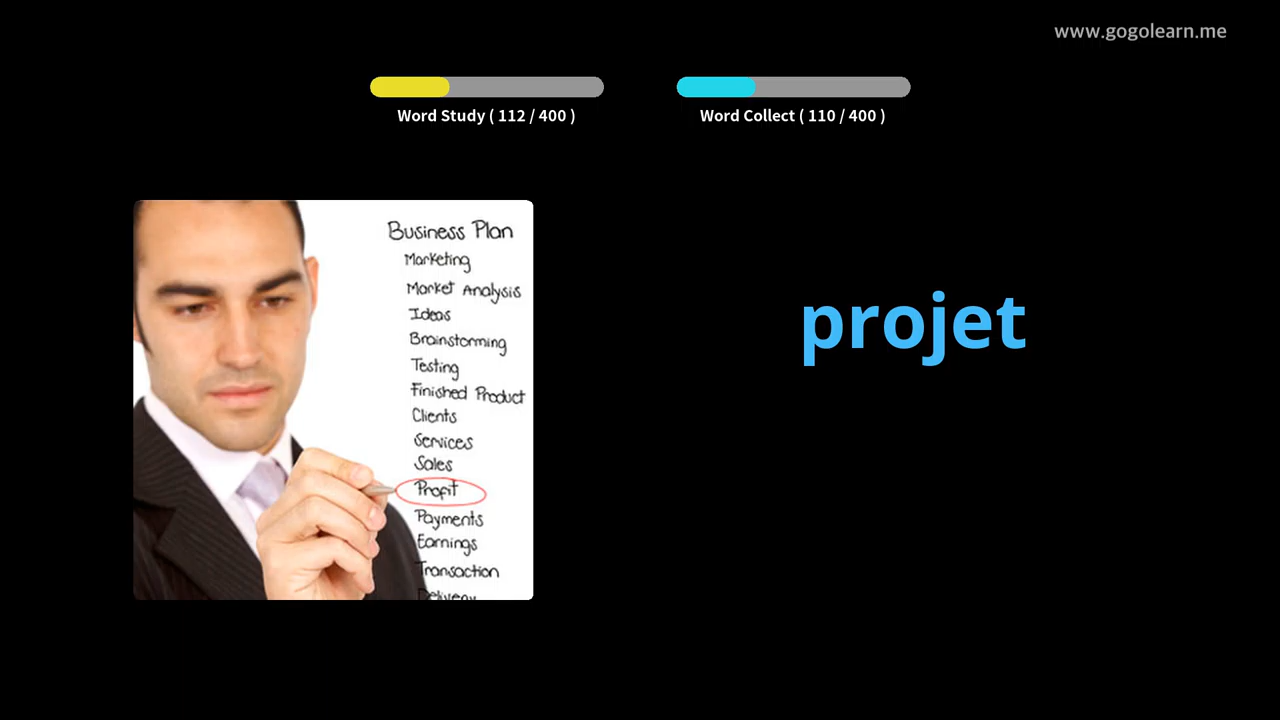 www.gogolearn.me
Word Study ( 112 / 400 )
Word Collect ( 110 / 400 )
Business Plan
Marketing
Market Analysis
Ideas
Brainstorming
Testing
Finished Product
Clients
Services
Sales
Profit
Payments
Earnings
Transaction
Delivery
projet